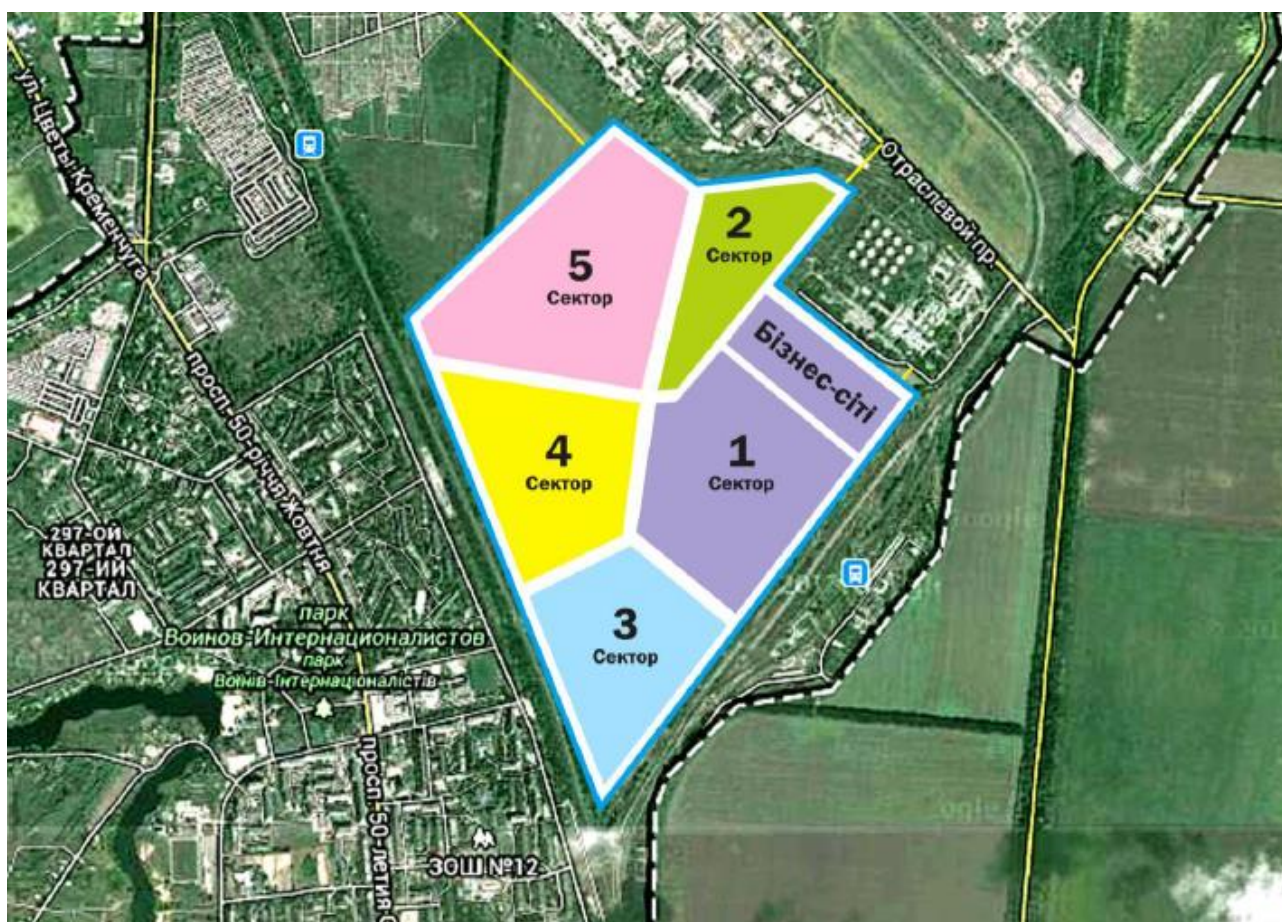 ул. Цветы Кременчуга
Отраслевой пр.
2
Сектор
5
Сектор
Бізнес-сіті
просп-50-річчя-Жовтня
4
Сектор
1
Сектор
297-ОЙ
КВАРТАЛ
297-ИЙ
КВАРТАЛ
парк
Воинов-Интернационалистов
парк
Воїнів-Інтернаціоналістів
3
Сектор
просп-50-летия
ЗОШ №12